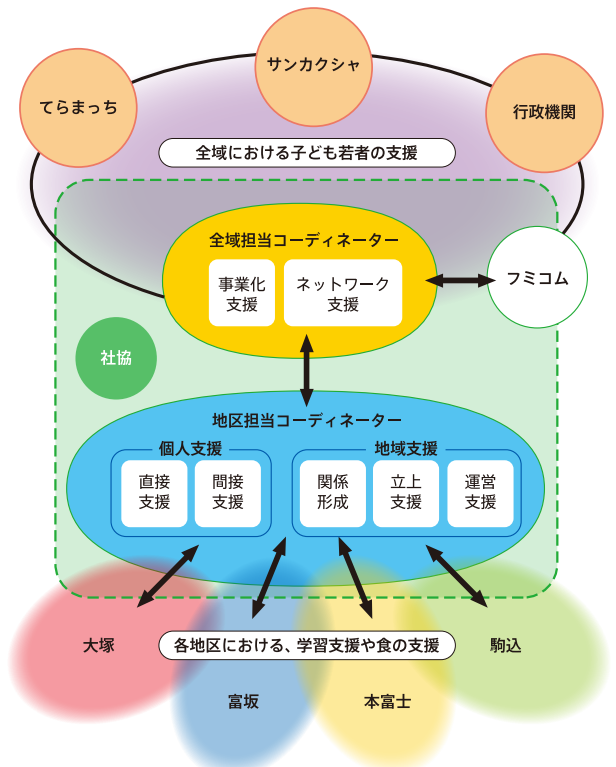 サンカクシャ
てらまっち
行政機関
全域における子ども若者の支援
全域担当コーディネーター
事業化
支援
ネットワーク
支援
フミコム
社協
地区担当コーディネーター
個人支援
直接
支援
間接
支援
地域支援
関係
形成
立上
支援
運営
支援
大塚
各地区における、学習支援や食の支援
駒込
富坂
本富士